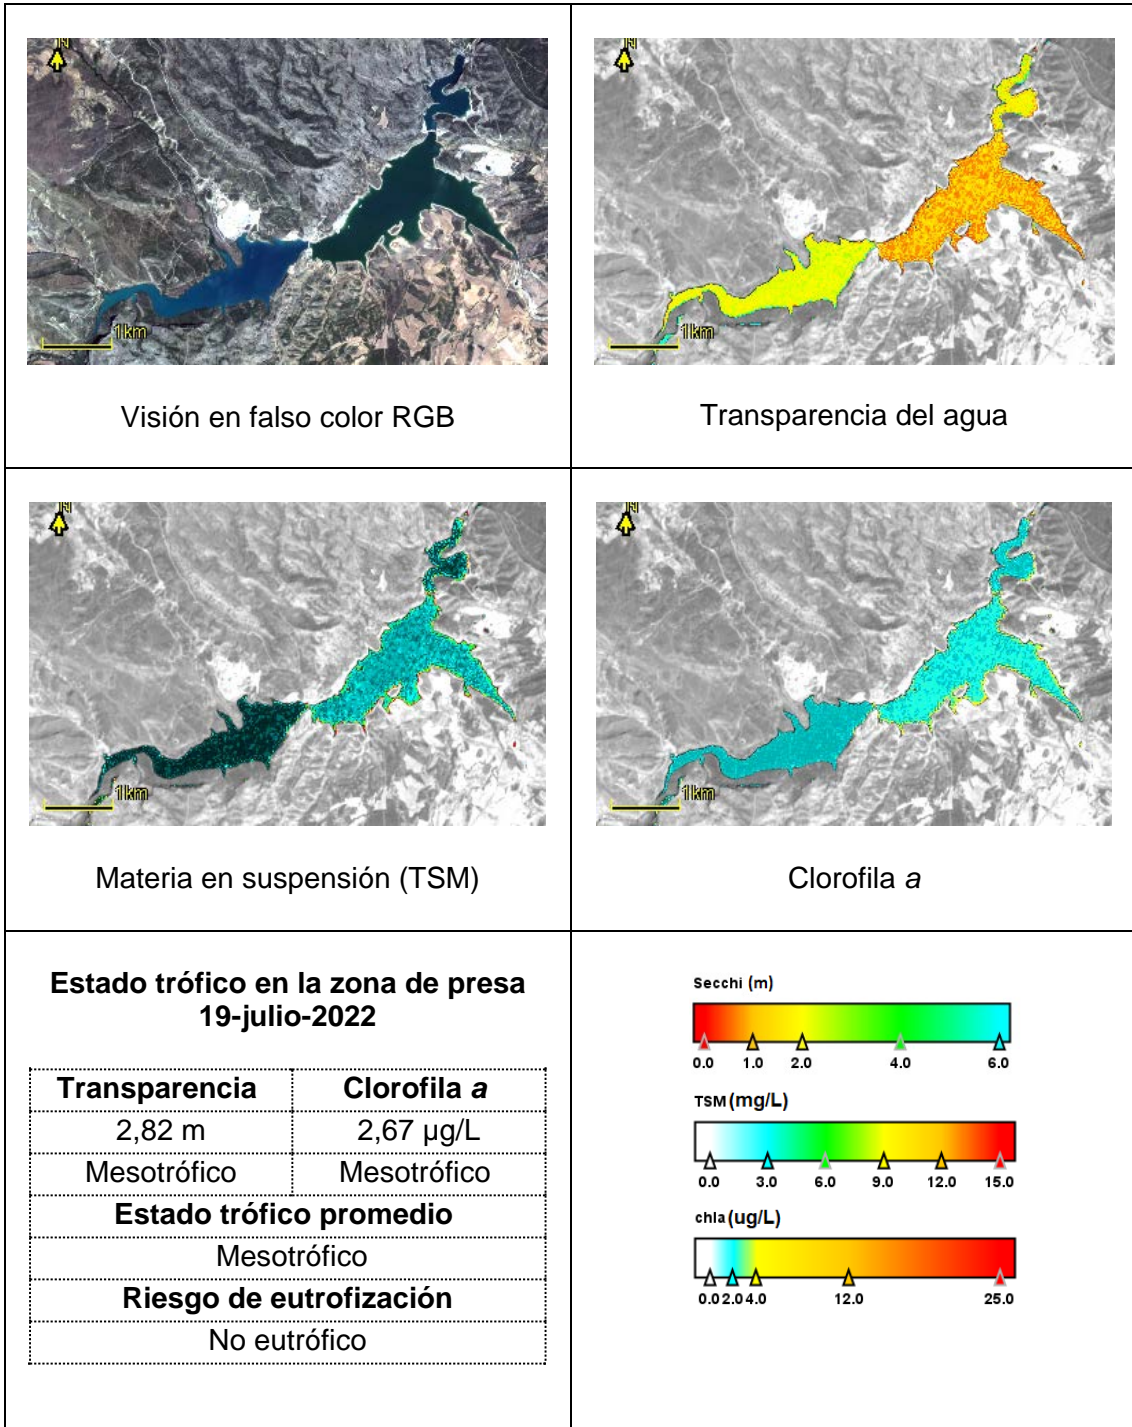 N
1km
Visión en falso color RGB
N
1km
Transparencia del agua
N
1km
Materia en suspensión (TSM)
N
1km
Clorofila a
Estado trófico en la zona de presa
19-julio-2022
Transparencia Clorofila a
2,82 m 2,67 µg/L
Mesotrófico Mesotrófico
Estado trófico promedio
Mesotrófico
Riesgo de eutrofización
No eutrófico
Secchi (m)
0.0 1.0 2.0 4.0 6.0
TSM (mg/L)
0.0 3.0 6.0 9.0 12.0 15.0
chla (ug/L)
0.0 2.0 4.0 12.0 25.0